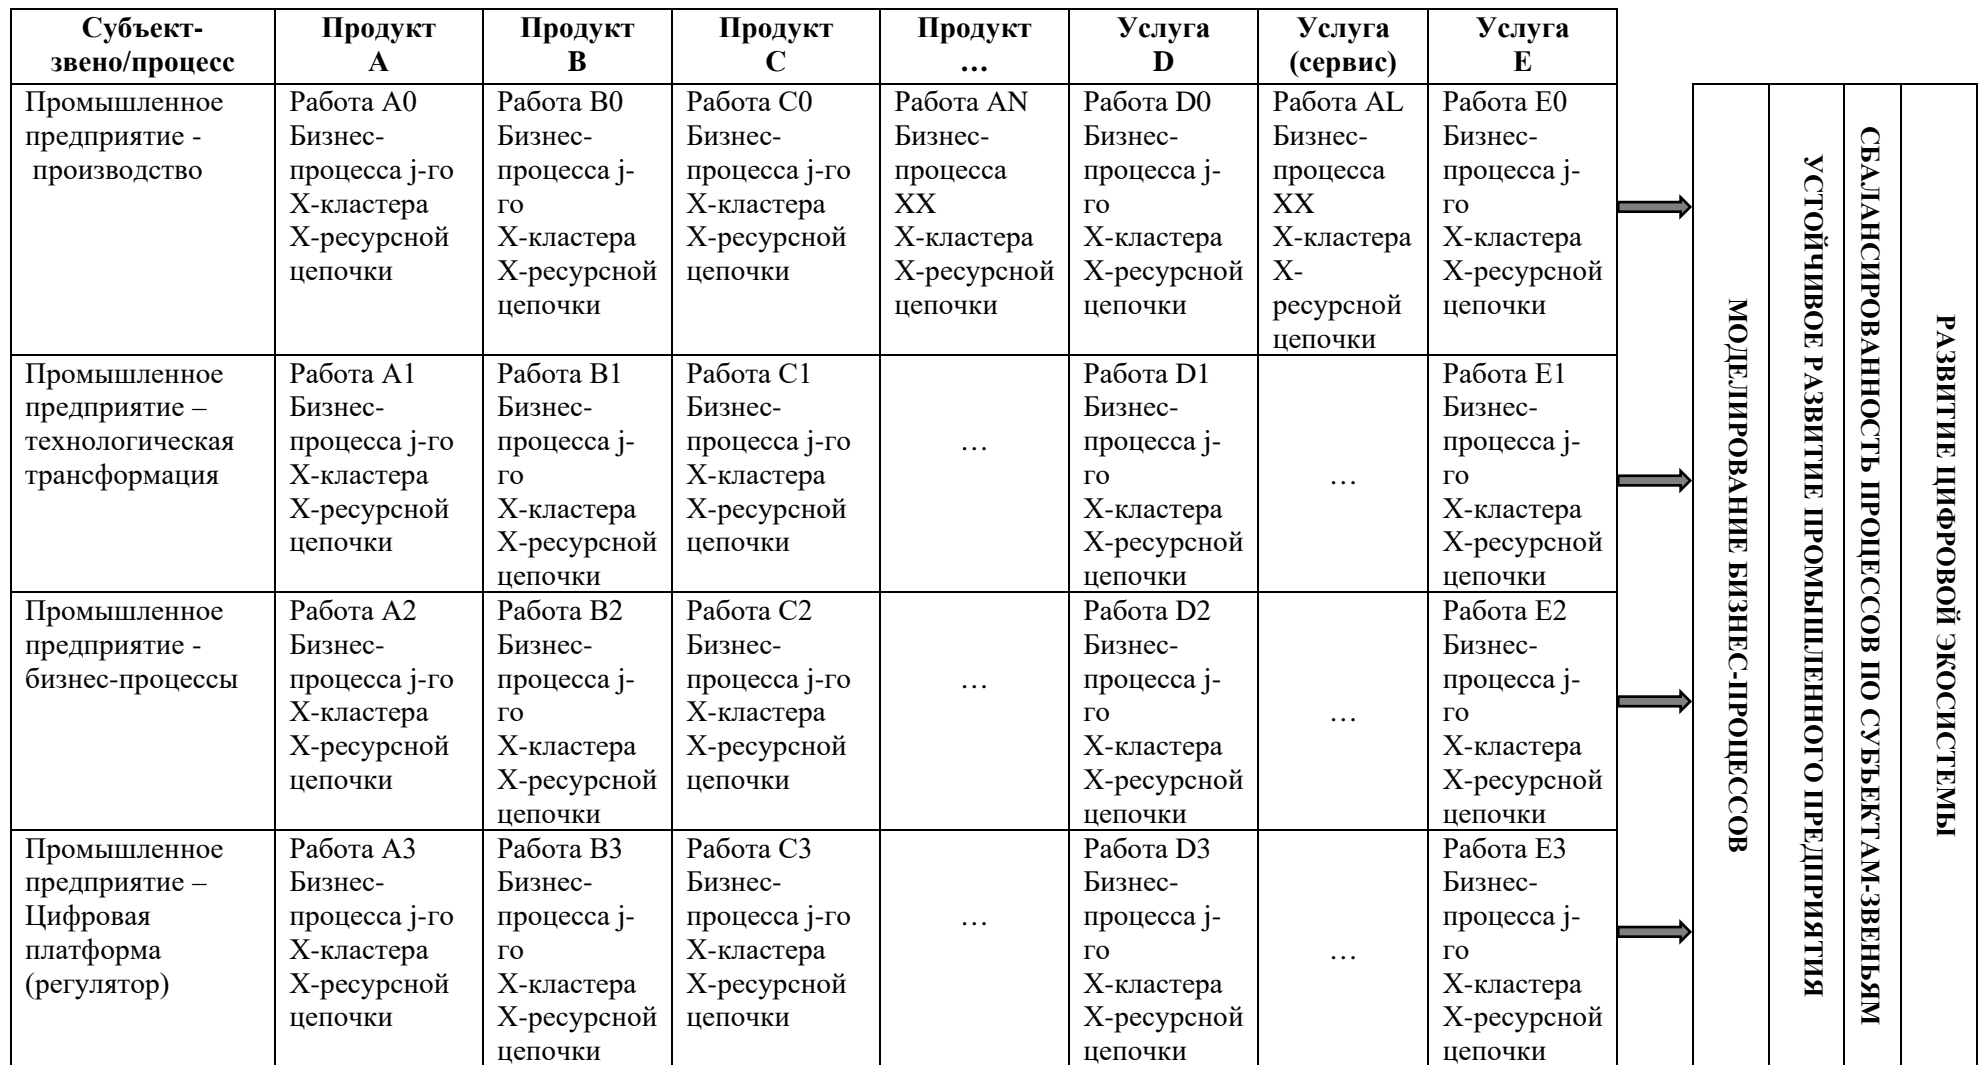 Субъект-
звено/процесс
Продукт
A
Продукт
B
Продукт
C
Продукт
…
Услуга
D
Услуга
(сервис)
Услуга
E
Промышленное
предприятие -
производство
Работа A0
Бизнес-
процесса j-го
X-кластера
X-ресурсной
цепочки
Работа B0
Бизнес-
процесса j-
го
X-кластера
X-ресурсной
цепочки
Работа C0
Бизнес-
процесса j-го
X-кластера
X-ресурсной
цепочки
Работа AN
Бизнес-
процесса
XX
X-кластера
X-ресурсной
цепочки
Работа D0
Бизнес-
процесса j-
го
X-кластера
X-ресурсной
цепочки
Работа AL
Бизнес-
процесса
XX
X-кластера
X-
ресурсной
цепочки
Работа E0
Бизнес-
процесса j-
го
X-кластера
X-ресурсной
цепочки
Промышленное
предприятие –
технологическая
трансформация
Работа A1
Бизнес-
процесса j-го
X-кластера
X-ресурсной
цепочки
Работа B1
Бизнес-
процесса j-
го
X-кластера
X-ресурсной
цепочки
Работа C1
Бизнес-
процесса j-го
X-кластера
X-ресурсной
цепочки
…
Работа D1
Бизнес-
процесса j-
го
X-кластера
X-ресурсной
цепочки
…
Работа E1
Бизнес-
процесса j-
го
X-кластера
X-ресурсной
цепочки
Промышленное
предприятие -
бизнес-процессы
Работа A2
Бизнес-
процесса j-го
X-кластера
X-ресурсной
цепочки
Работа B2
Бизнес-
процесса j-
го
X-кластера
X-ресурсной
цепочки
Работа C2
Бизнес-
процесса j-го
X-кластера
X-ресурсной
цепочки
…
Работа D2
Бизнес-
процесса j-
го
X-кластера
X-ресурсной
цепочки
…
Работа E2
Бизнес-
процесса j-
го
X-кластера
X-ресурсной
цепочки
Промышленное
предприятие –
Цифровая
платформа
(регулятор)
Работа A3
Бизнес-
процесса j-го
X-кластера
X-ресурсной
цепочки
Работа B3
Бизнес-
процесса j-
го
X-кластера
X-ресурсной
цепочки
Работа C3
Бизнес-
процесса j-го
X-кластера
X-ресурсной
цепочки
…
Работа D3
Бизнес-
процесса j-
го
X-кластера
X-ресурсной
цепочки
…
Работа E3
Бизнес-
процесса j-
го
X-кластера
X-ресурсной
цепочки
МОДЕЛИРОВАНИЕ БИЗНЕС-ПРОЦЕССОВ
УСТОЙЧИВОЕ РАЗВИТИЕ ПРОМЫШЛЕННОГО ПРЕДПРИЯТИЯ
СБАЛАНСИРОВАННОСТЬ ПРОЦЕССОВ ПО СУБЪЕКТАМ-ЗВЕНЬЯМ
РАЗВИТИЕ ЦИФРОВОЙ ЭКОСИСТЕМЫ